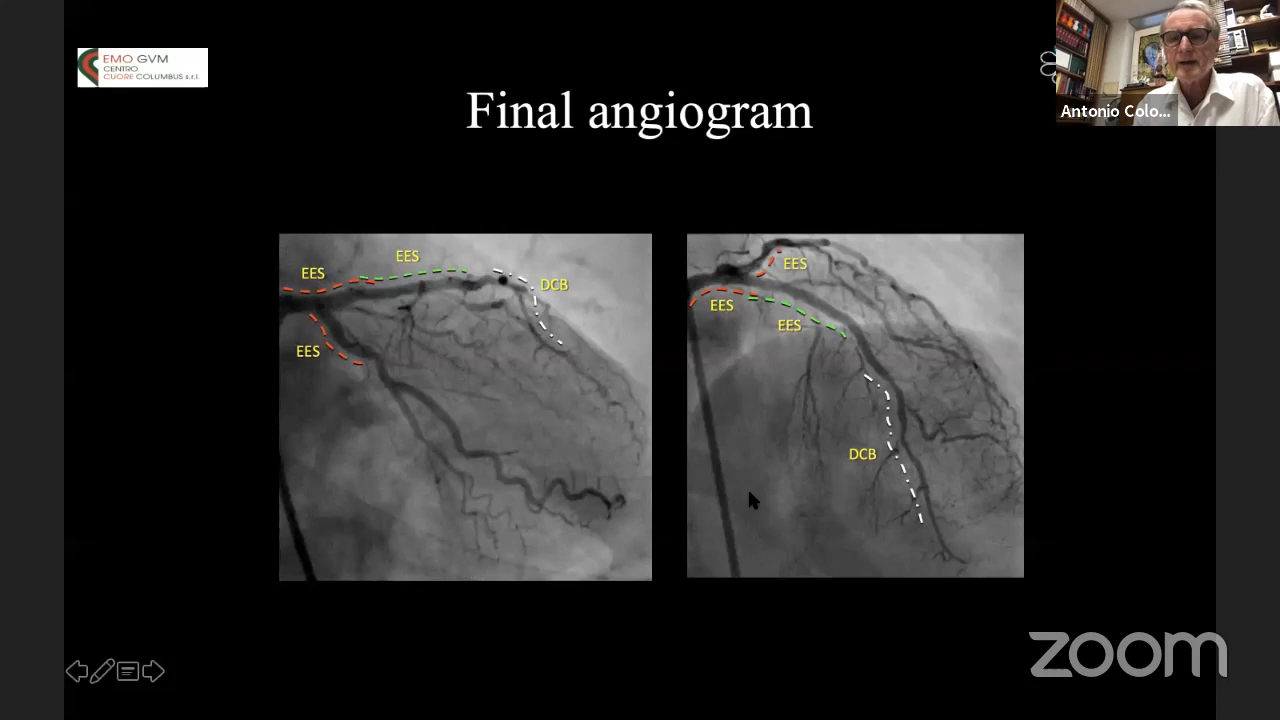 EMO GVM
CENTRO
CUORE COLUMBUS s.r.l.
Antonio Colo...
Final angiogram
EES
EES
DCB
EES
EES
EES
EES
DCB
zoom